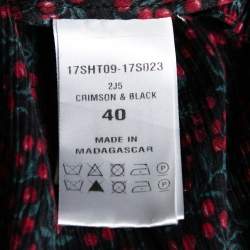 17SHT09-17S023
2J5
CRIMSON & BLACK
40
MADE IN
MADAGASCAR